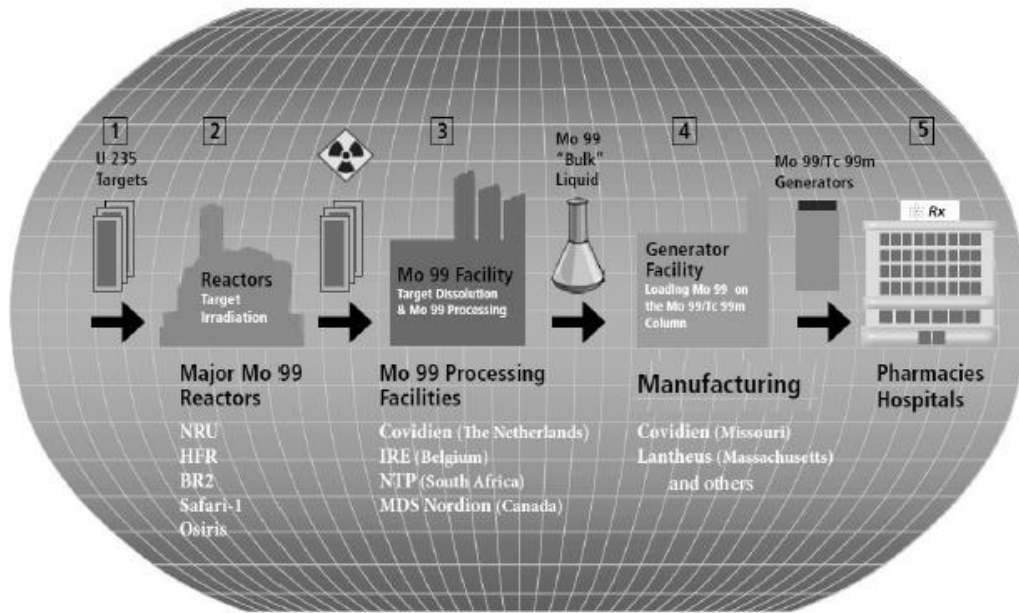 1
U 235
Targets
2
3
Mo 99
"Bulk"
Liquid
4
Mo 99/Tc 99m
Generators
5
Rx
Reactors
Target
Irradiation
Mo 99 Facility
Target Dissolution
& Mo 99 Processing
Generator
Facility
Loading Mo 99 on
the Mo 99/Tc 99m
Column
Major Mo 99
Reactors
NRU
HFR
BR2
Safari-1
Osiris
Mo 99 Processing
Facilities
Covidien (The Netherlands)
IRE (Belgium)
NTP (South Africa)
MDS Nordion (Canada)
Manufacturing
Covidien (Missouri)
Lantheus (Massachusetts)
and others
Pharmacies
Hospitals